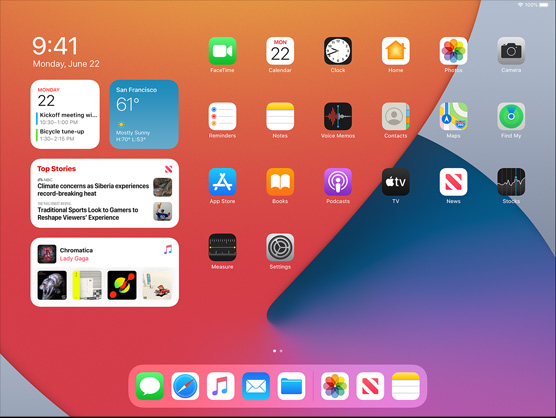 100%
9:41
Monday, June 22
MONDAY
22
Kickoff meeting wi...
10:30–1:00 PM
Bicycle tune-up
1:30–2:15 PM
San Francisco
61°
Mostly Sunny
H:70° L:53°
MON
22
FaceTime
Calendar
Clock
Home
Photos
Camera
Reminders
Notes
Voice Memos
Contacts
Maps
Find My
Top Stories
NBC
Climate concerns as Siberia experiences
record-breaking heat
Traditional Sports Look to Gamers to
Reshape Viewers' Experience
tv
App Store
Books
Podcasts
TV
News
Stocks
Chromatica
Lady Gaga
Measure
Settings